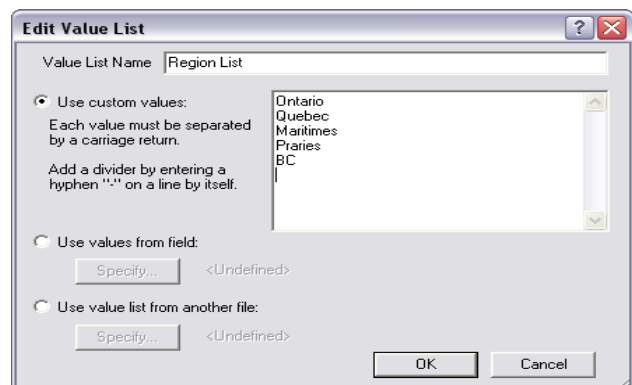 Edit Value List
Value List Name Region List
Use custom values:
Each value must be separated
by a carriage return.
Add a divider by entering a
hyphen "-" on a line by itself.
Ontario
Quebec
Maritimes
Praries
BC
Use values from field:
Specify... <Undefined>
Use value list from another file:
Specify... <Undefined>
OK Cancel